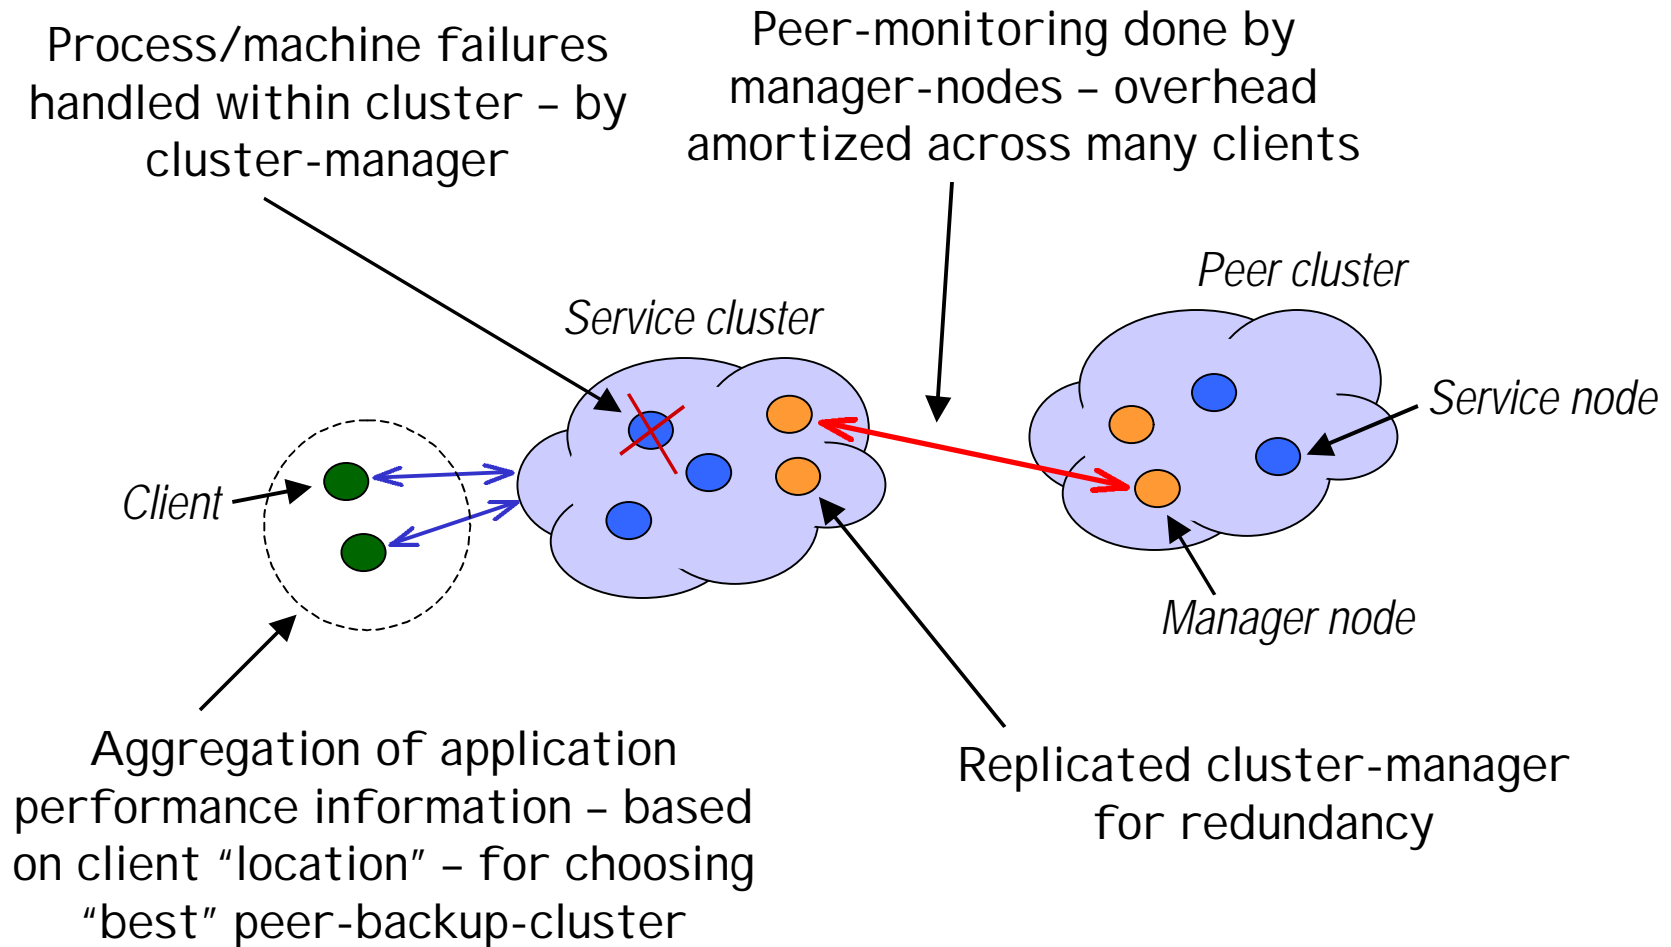 Process/machine failures
handled within cluster – by
cluster-manager
Peer-monitoring done by
manager-nodes – overhead
amortized across many clients
Peer cluster
Service cluster
Service node
Client
Manager node
Aggregation of application
performance information – based
on client “location” – for choosing
“best” peer-backup-cluster
Replicated cluster-manager
for redundancy